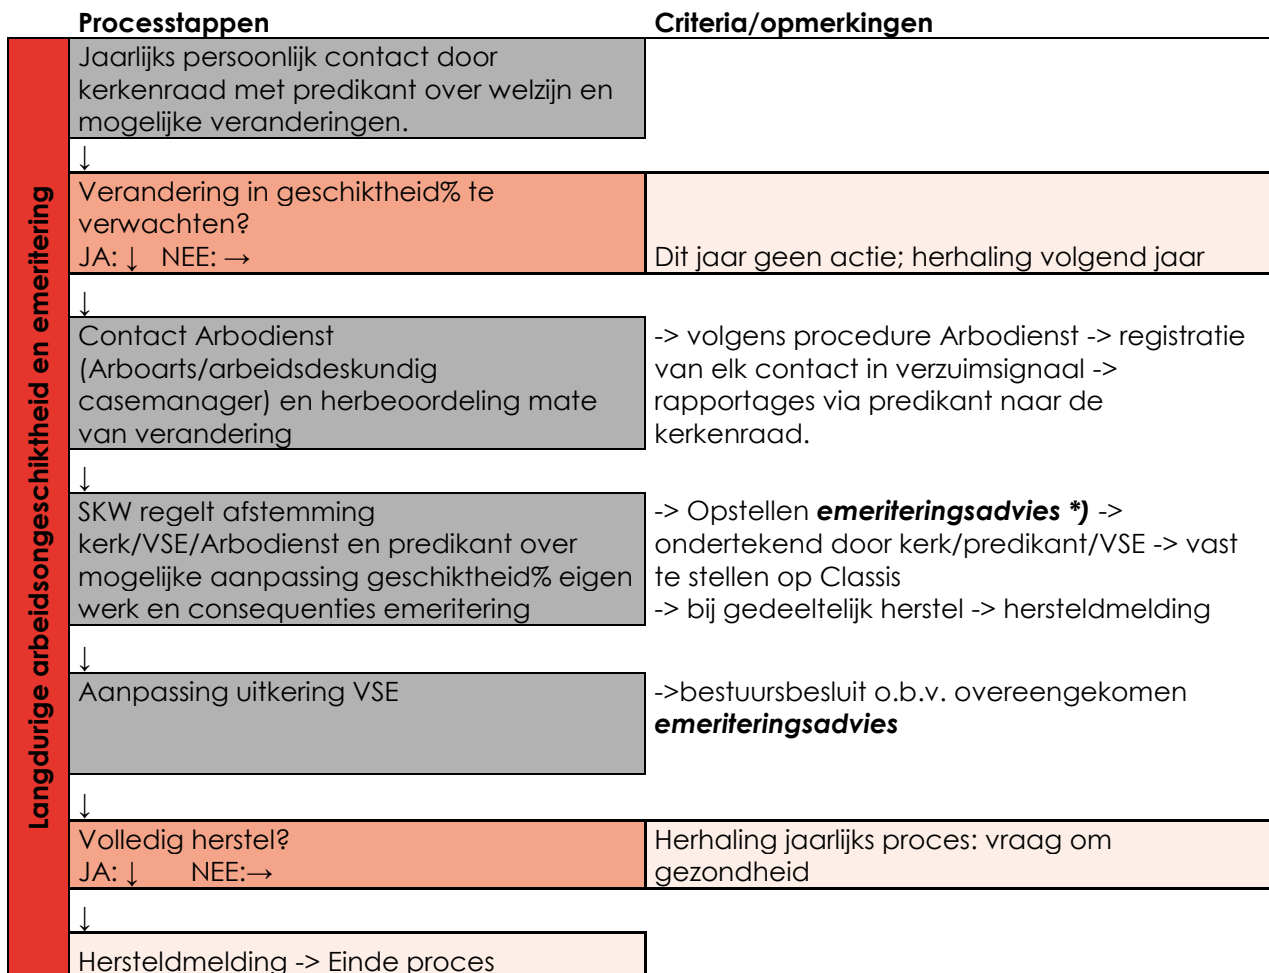 Processtappen
Criteria/opmerkingen
Langdurige arbeidsongeschiktheid en emeritering
Jaarlijks persoonlijk contact door
kerkenraad met predikant over welzijn en
mogelijke veranderingen.
↓
Verandering in geschiktheid% te
verwachten?
JA: ↓ NEE: →
Dit jaar geen actie; herhaling volgend jaar
↓
Contact Arbodienst
(Arboarts/arbeidsdeskundig
casemanager) en herbeoordeling mate
van verandering
-> volgens procedure Arbodienst -> registratie
van elk contact in verzuimsignaal ->
rapportages via predikant naar de
kerkenraad.
↓
SKW regelt afstemming
kerk/VSE/Arbodienst en predikant over
mogelijke aanpassing geschiktheid% eigen
werk en consequenties emeritering
-> Opstellen emeriteringsadvies *) ->
ondertekend door kerk/predikant/VSE -> vast
te stellen op Classis
-> bij gedeeltelijk herstel -> hersteldmelding
↓
Aanpassing uitkering VSE
->bestuursbesluit o.b.v. overeengekomen
emeriteringsadvies
↓
Volledig herstel?
JA: ↓ NEE:→
Herhaling jaarlijks proces: vraag om
gezondheid
↓
Hersteldmelding -> Einde proces